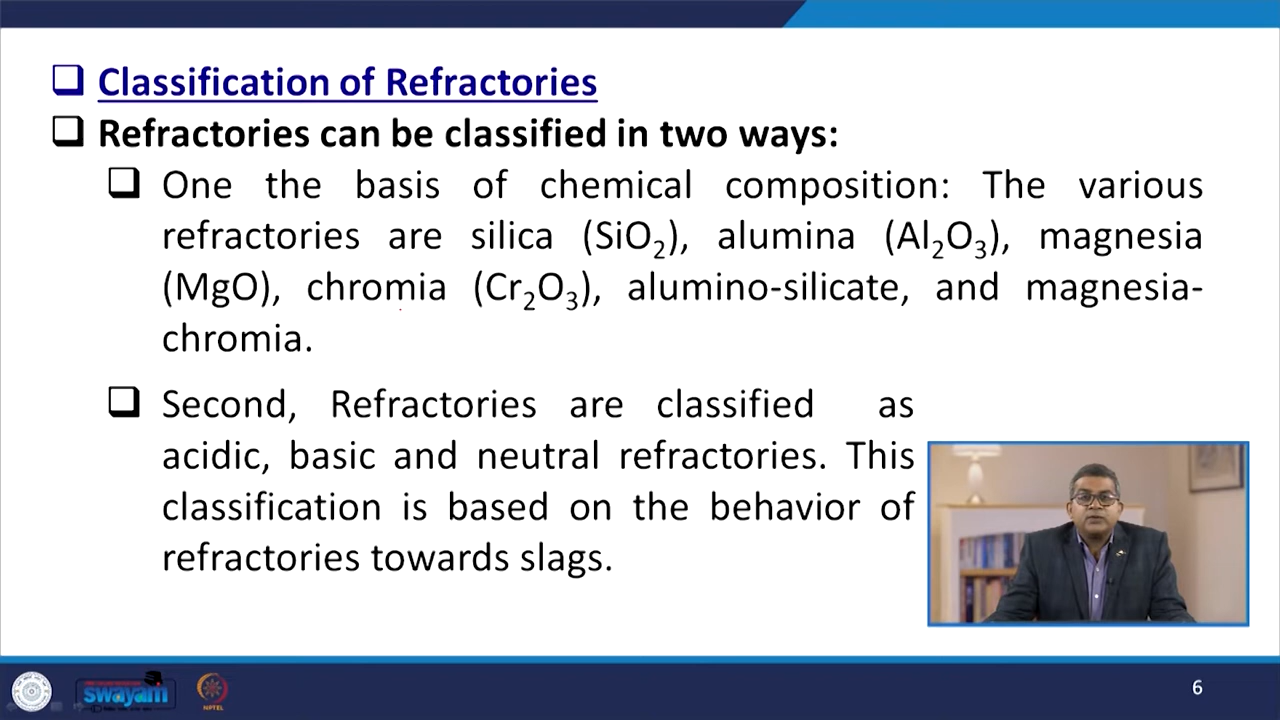 Classification of Refractories
Refractories can be classified in two ways:
One the basis of chemical composition: The various
refractories are silica (SiO₂), alumina (Al₂O₃), magnesia
(MgO), chromia (Cr₂O₃), alumino-silicate, and magnesia-
chromia.
Second, Refractories are classified as
acidic, basic and neutral refractories. This
classification is based on the behavior of
refractories towards slags.
swayam
NPTEL
6